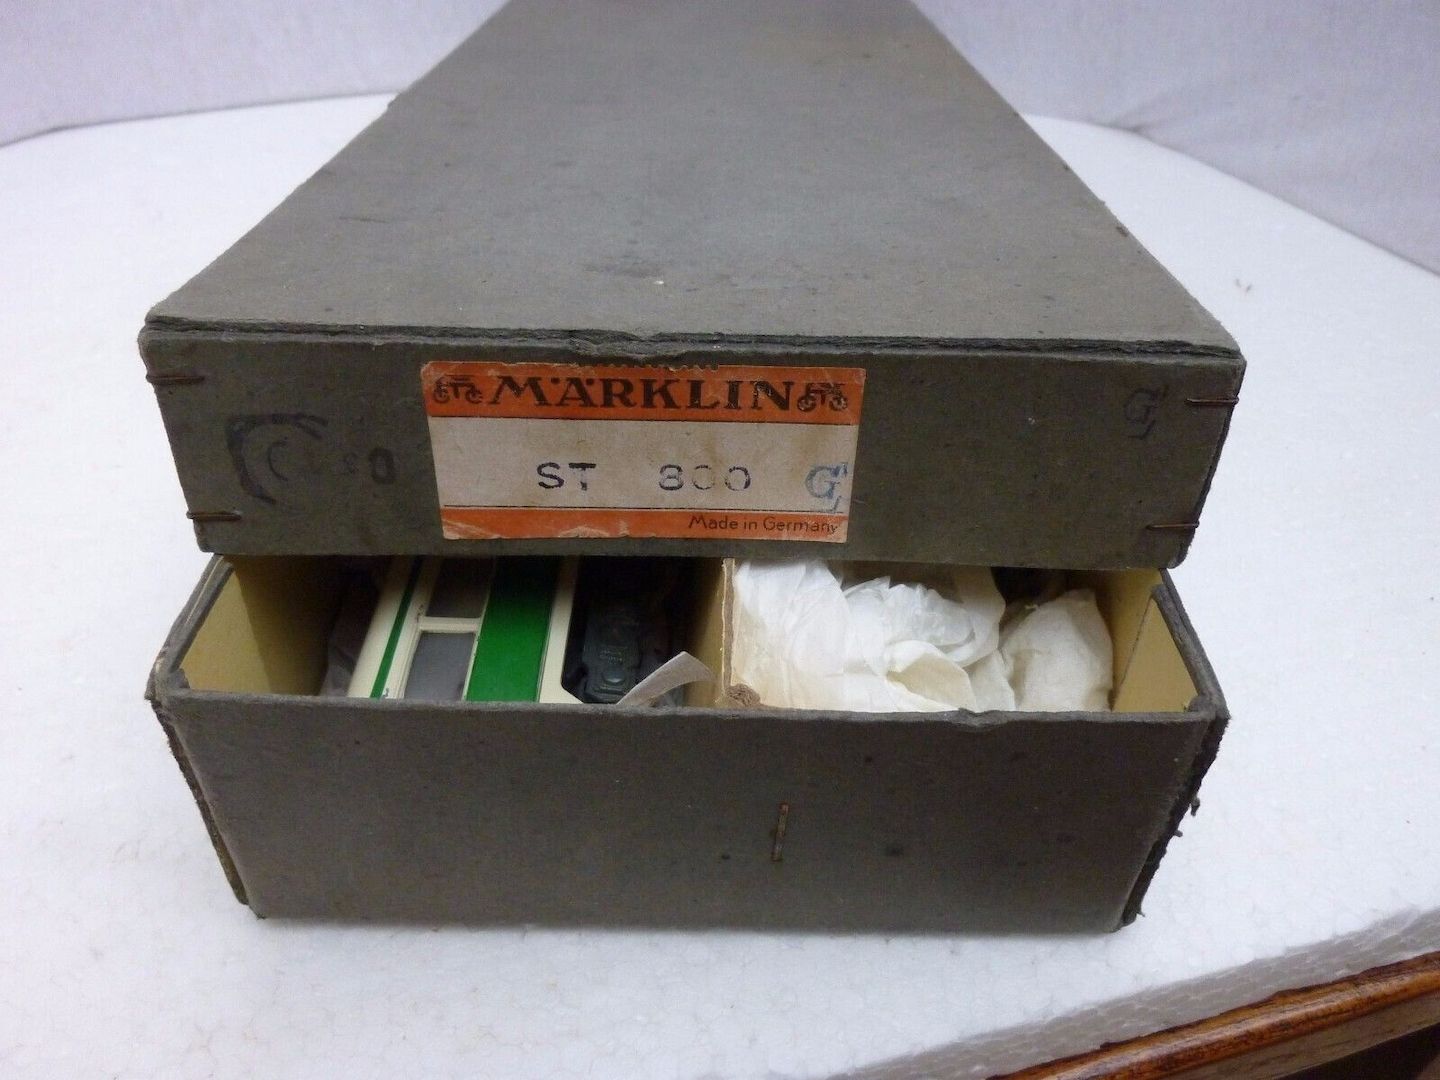 MÄRKLIN
ST 800 G
Made in Germany
G